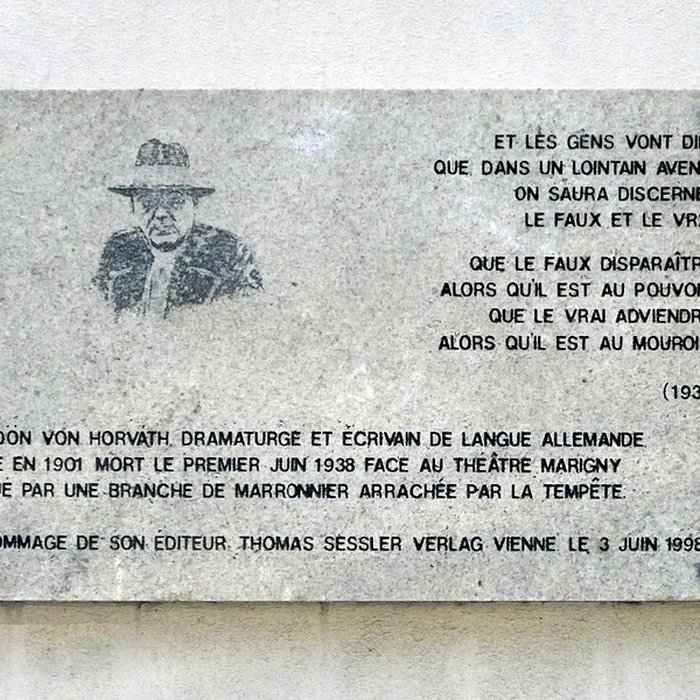 ET LES GENS VONT DI
QUE, DANS UN LOINTAIN AVEN
ON SAURA DISCERNE
LE FAUX ET LE VR
QUE LE FAUX DISPARAÎTR
ALORS QU'IL EST AU POUVOI
QUE LE VRAI ADVIENDR
ALORS QU'IL EST AU MOUROI
(193
DÖN VON HORVÁTH, DRAMATURGE ET ÉCRIVAIN DE LANGUE ALLEMANDE,
E EN 1901 MORT LE PREMIER JUIN 1938 FACE AU THÉÂTRE MARIGNY
E PAR UNE BRANCHE DE MARRONNIER ARRACHÉE PAR LA TEMPÊTE.
OMMAGE DE SON ÉDITEUR, THOMAS SESSLER VERLAG VIENNE, LE 3 JUIN 1998